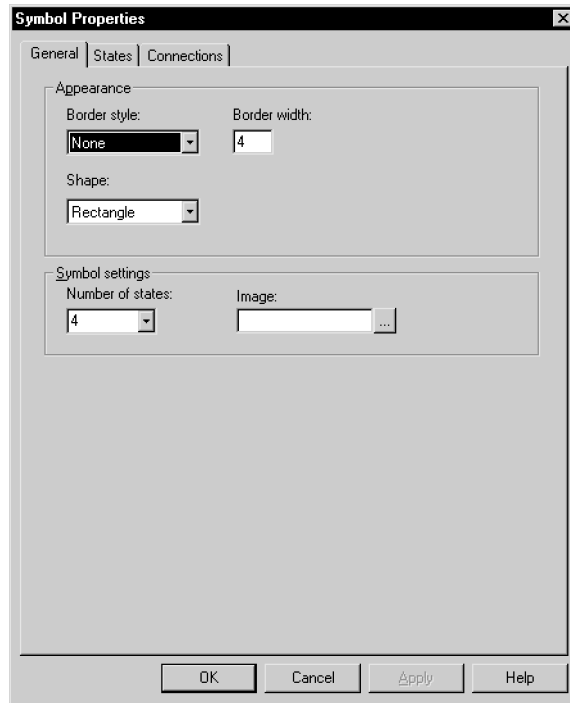 Symbol Properties
General States Connections
Appearance
Border style: Border width:
None 4
Shape:
Rectangle
Symbol settings
Number of states: Image:
4 ...
OK Cancel Apply Help